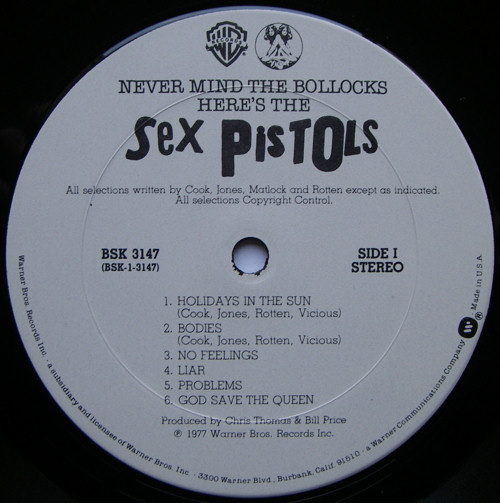 WB
RECORDS
NEVER MIND THE BOLLOCKS
HERE'S THE
Sex PisTOls
All selections written by Cook, Jones, Matlock and Rotten except as indicated.
All selections Copyright Control.
BSK 3147
(BSK-1-3147)
SIDE I
STEREO
1. HOLIDAYS IN THE SUN
(Cook, Jones, Rotten, Vicious)
2. BODIES
(Cook, Jones, Rotten, Vicious)
3. NO FEELINGS
4. LIAR
5. PROBLEMS
6. GOD SAVE THE QUEEN
Produced by Chris Thomas & Bill Price
℗ 1977 Warner Bros. Records Inc.
Warner Bros. Records Inc. · a subsidiary and licensee of Warner Bros. Inc. · 3300 Warner Blvd., Burbank, Calif. 91510 · a Warner Communications Company ® Made in U.S.A.